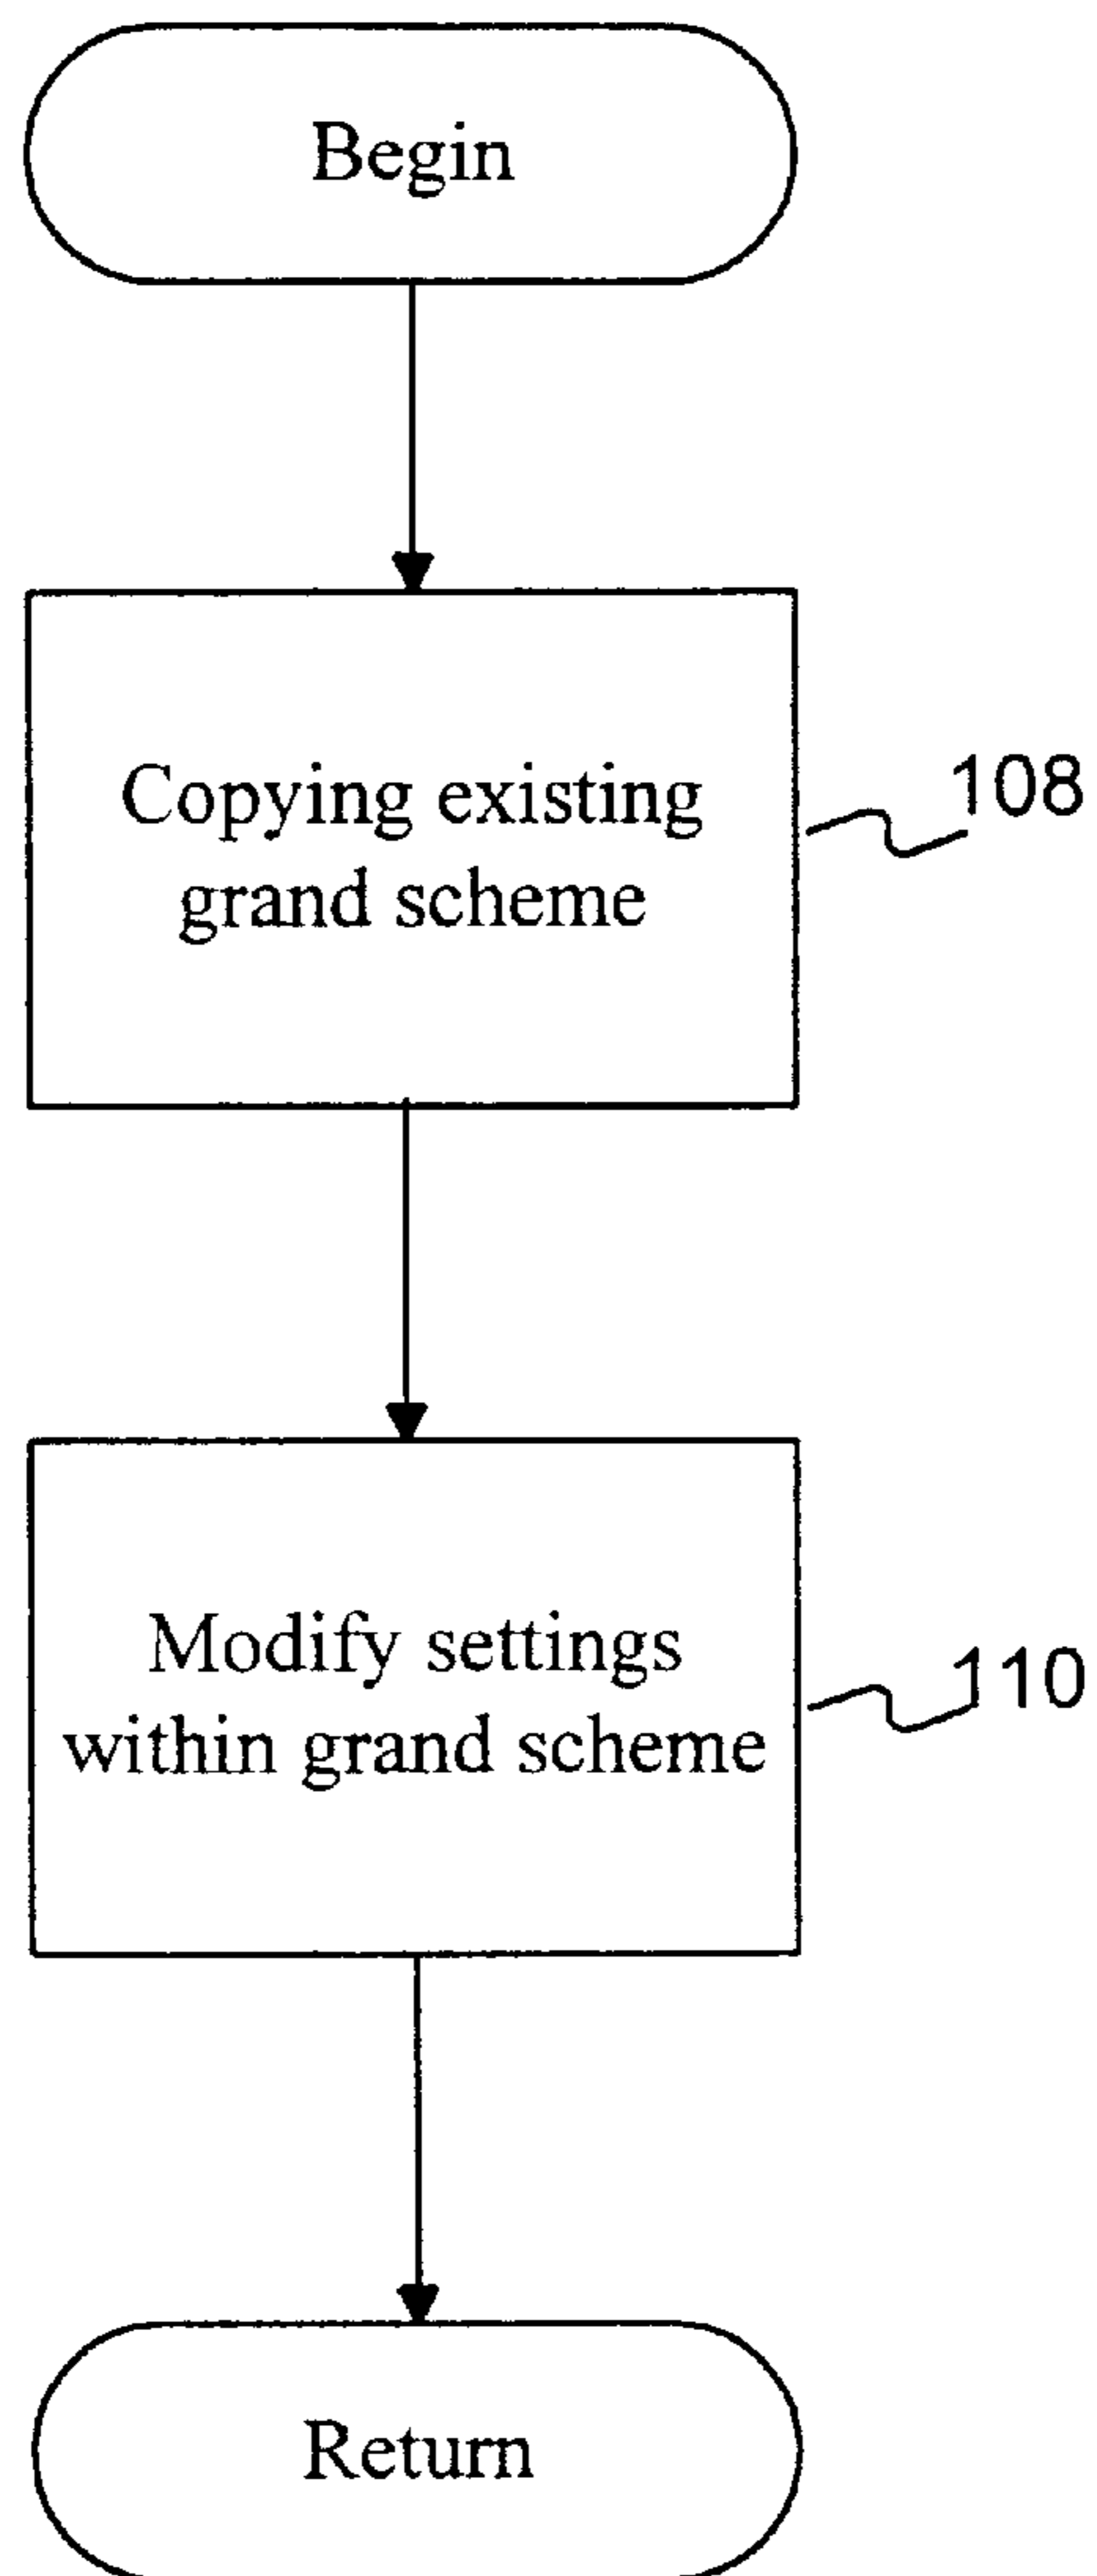 Begin
Copying existing
grand scheme
108
Modify settings
within grand scheme
110
Return